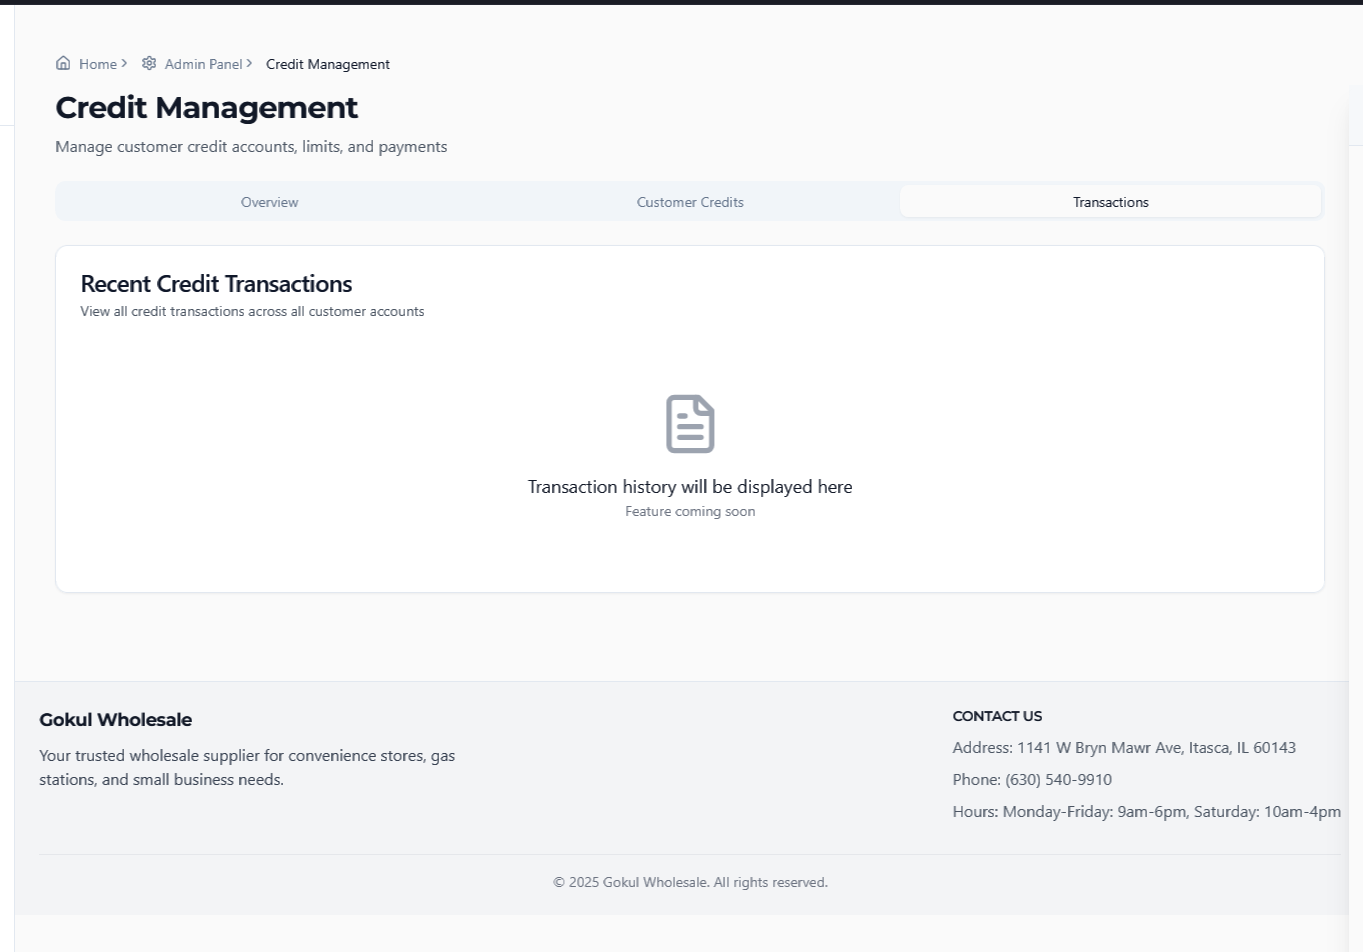 Home > Admin Panel > Credit Management
Credit Management
Manage customer credit accounts, limits, and payments
Overview
Customer Credits
Transactions
Recent Credit Transactions
View all credit transactions across all customer accounts
Transaction history will be displayed here
Feature coming soon
Gokul Wholesale
Your trusted wholesale supplier for convenience stores, gas
stations, and small business needs.
CONTACT US
Address: 1141 W Bryn Mawr Ave, Itasca, IL 60143
Phone: (630) 540-9910
Hours: Monday-Friday: 9am-6pm, Saturday: 10am-4pm
© 2025 Gokul Wholesale. All rights reserved.